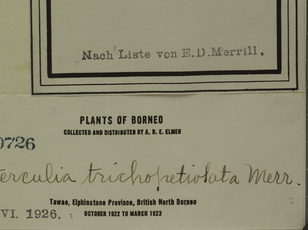 Nach Liste von E.D.Merrill.
PLANTS OF BORNEO
COLLECTED AND DISTRIBUTED BY A. D. E. ELMER
0726
erculia trichopetiolata Merr.
Tawao, Elphinstone Province, British North Borneo
OCTOBER 1922 TO MARCH 1923
VI. 1926.